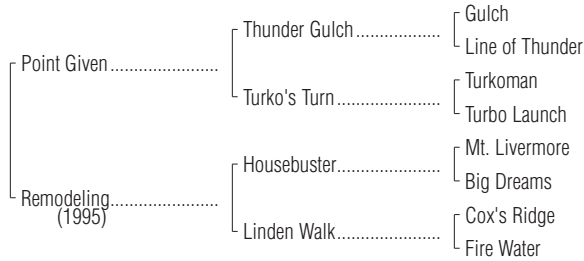 Gulch
Thunder Gulch
Line of Thunder
Point Given
Turkoman
Turko's Turn
Turbo Launch
Mt. Livermore
Housebuster
Big Dreams
Remodeling
(1995)
Cox's Ridge
Linden Walk
Fire Water